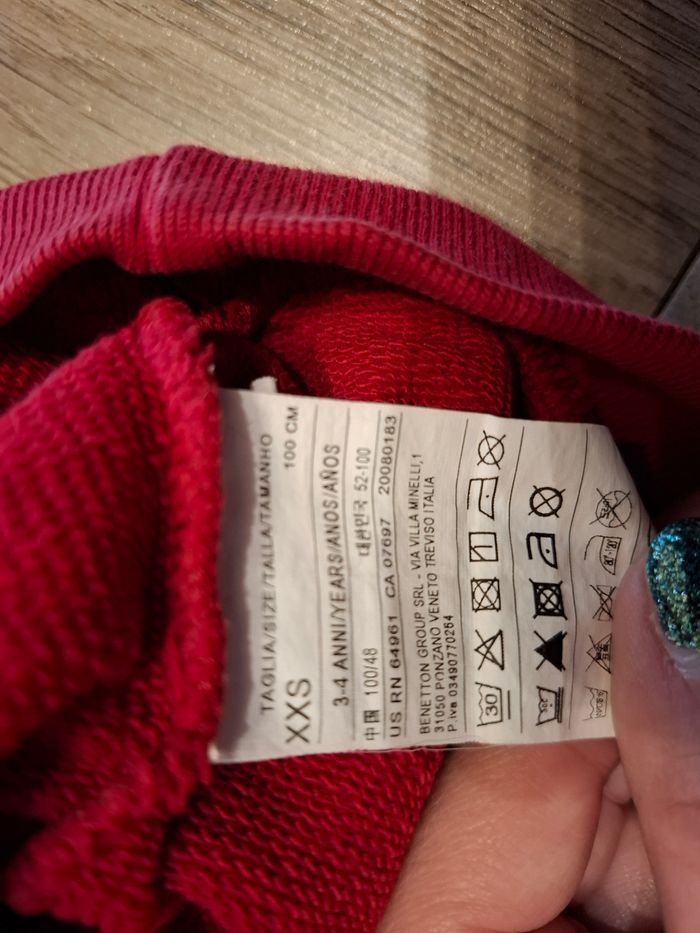 TAGLIA/SIZE/TALLA/TAMANHO
XXS 100 CM
3-4 ANNI/YEARS/ANOS/AÑOS
中国 100/48 대한민국 52-100
US RN 64961 CA 07697 20080183
BENETTON GROUP SRL - VIA VILLA MINELLI,1
31050 PONZANO VENETO TREVISO ITALIA
P.iva 03490770264
30